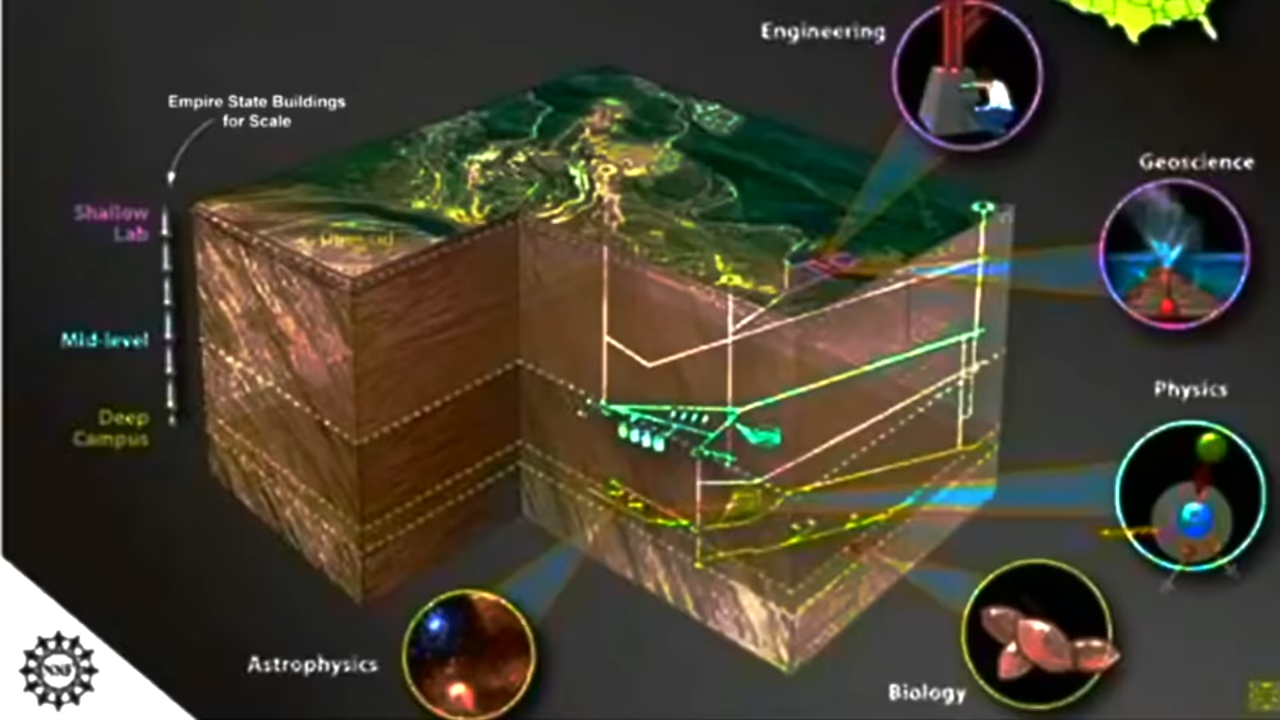 Engineering
Empire State Buildings
for Scale
Geoscience
Shallow
Lab
Mid-level
Physics
Deep
Campus
Astrophysics
Biology
NSF